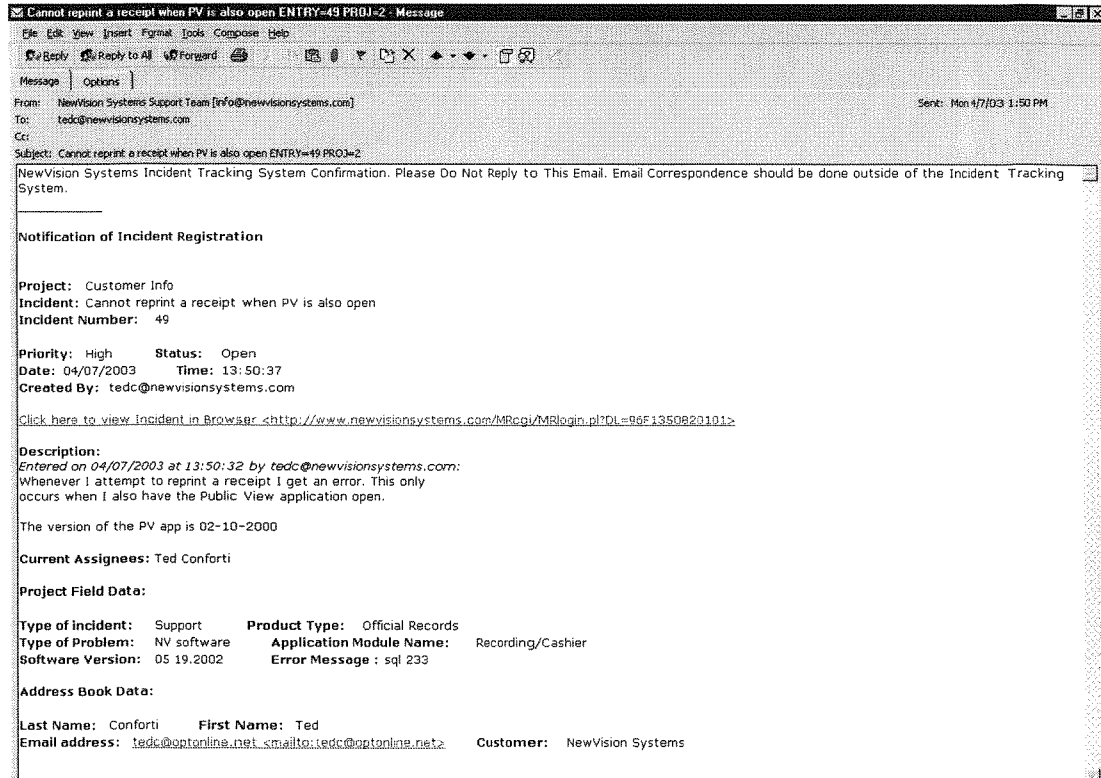 Cannot reprint a receipt when PV is also open ENTRY=49 PROJ=2 - Message
File Edit View Insert Format Tools Compose Help
Reply Reply to All Forward
Message Options
From: NewVision Systems Support Team [info@newvisionsystems.com] Sent: Mon 4/7/03 1:50 PM
To: tedc@newvisionsystems.com
Cc:
Subject: Cannot reprint a receipt when PV is also open ENTRY=49 PROJ=2
NewVision Systems Incident Tracking System Confirmation. Please Do Not Reply to This Email. Email Correspondence should be done outside of the Incident Tracking
System.
Notification of Incident Registration
Project: Customer Info
Incident: Cannot reprint a receipt when PV is also open
Incident Number: 49
Priority: High Status: Open
Date: 04/07/2003 Time: 13:50:37
Created By: tedc@newvisionsystems.com
Click here to view Incident in Browser <http://www.newvisionsystems.com/MRcgi/MRlogin.pl?DL=96F1350820101>
Description:
Entered on 04/07/2003 at 13:50:32 by tedc@newvisionsystems.com:
Whenever I attempt to reprint a receipt I get an error. This only
occurs when I also have the Public View application open.
The version of the PV app is 02-10-2000
Current Assignees: Ted Conforti
Project Field Data:
Type of incident: Support Product Type: Official Records
Type of Problem: NV software Application Module Name: Recording/Cashier
Software Version: 05 19.2002 Error Message : sql 233
Address Book Data:
Last Name: Conforti First Name: Ted
Email address: tedc@optonline.net <mailto:tedc@optonline.net> Customer: NewVision Systems